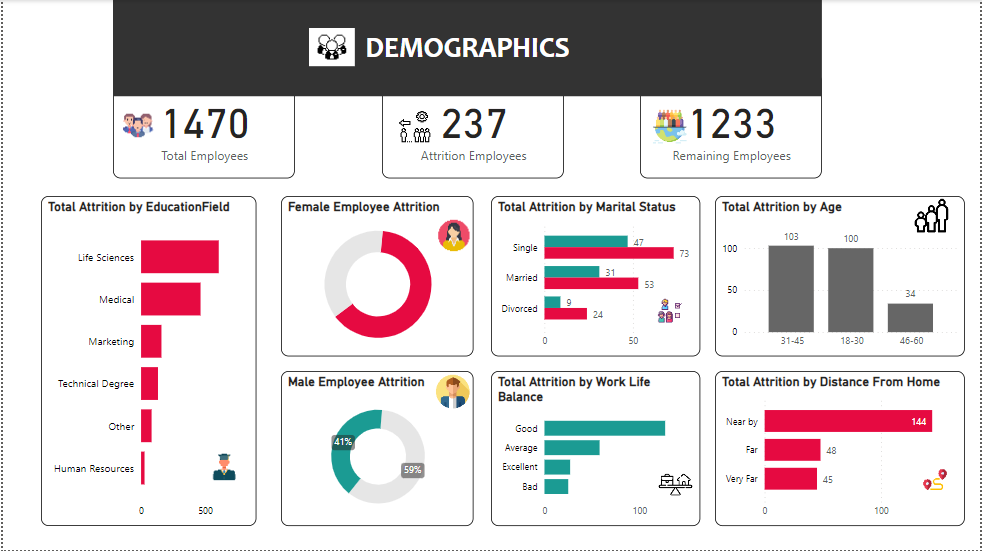 DEMOGRAPHICS
1470
Total Employees
237
Attrition Employees
1233
Remaining Employees
Total Attrition by EducationField
Life Sciences
Medical
Marketing
Technical Degree
Other
Human Resources
0 500
Female Employee Attrition
Total Attrition by Marital Status
Single 47
73
Married 31
53
Divorced 9
24
0 50
Total Attrition by Age
100
50
0
103 100 34
31-45 18-30 46-60
Male Employee Attrition
41%
59%
Total Attrition by Work Life
Balance
Good
Average
Excellent
Bad
0 100
Total Attrition by Distance From Home
Near by 144
Far 48
Very Far 45
0 100